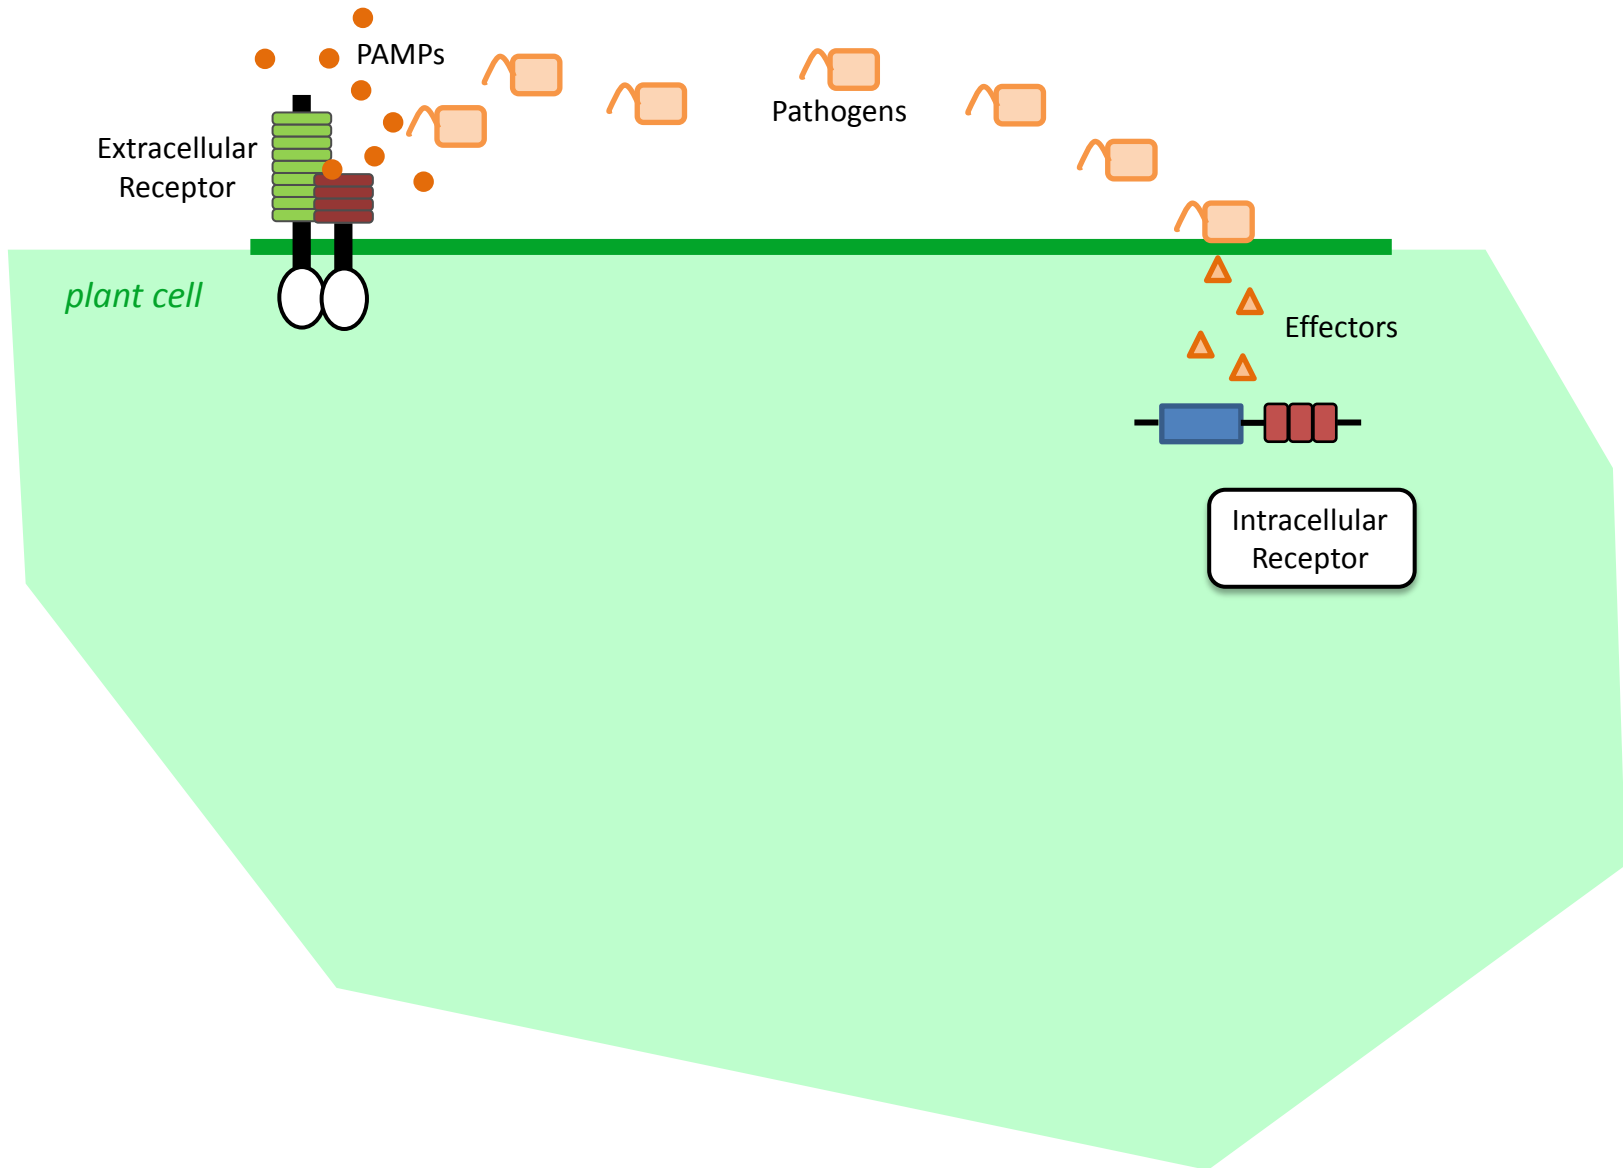 PAMPs
Pathogens
Extracellular
Receptor
plant cell
Effectors
Intracellular
Receptor